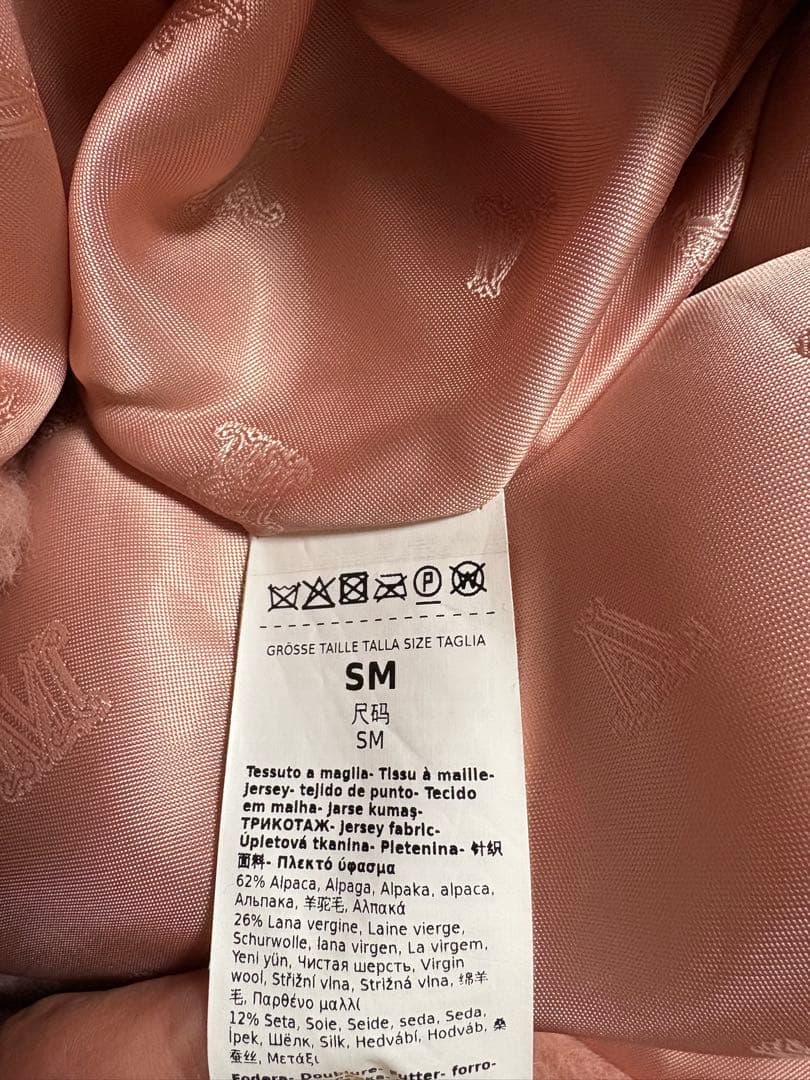 P
W
GRÖSSE TAILLE TALLA SIZE TAGLIA
SM
尺码
SM
Tessuto a maglia- Tissu à maille-
Jersey- tejido de punto- Tecido
em malha- jarse kumaş-
ТРИКОТАЖ- Jersey fabric-
Úpletová tkanina- Pletenina- 针织
面料- Πλεκτό ύφασμα
62% Alpaca, Alpaga, Alpaka, alpaca,
Альпака, 羊驼毛, Αλπακά
26% Lana vergine, Laine vierge,
Schurwolle, lana virgen, La virgem,
Yeni yün, Чистая шерсть, Virgin
wool, Střižní vlna, Strižná vlna, 绵羊
毛, Παρθένο μαλλί
12% Seta, Soie, Seide, seda, Seda,
İpek, Шёлк, Silk, Hedvábí, Hodváb, 桑
蚕丝, Μετάξι
Fodera- Doublure- Futter- forro-